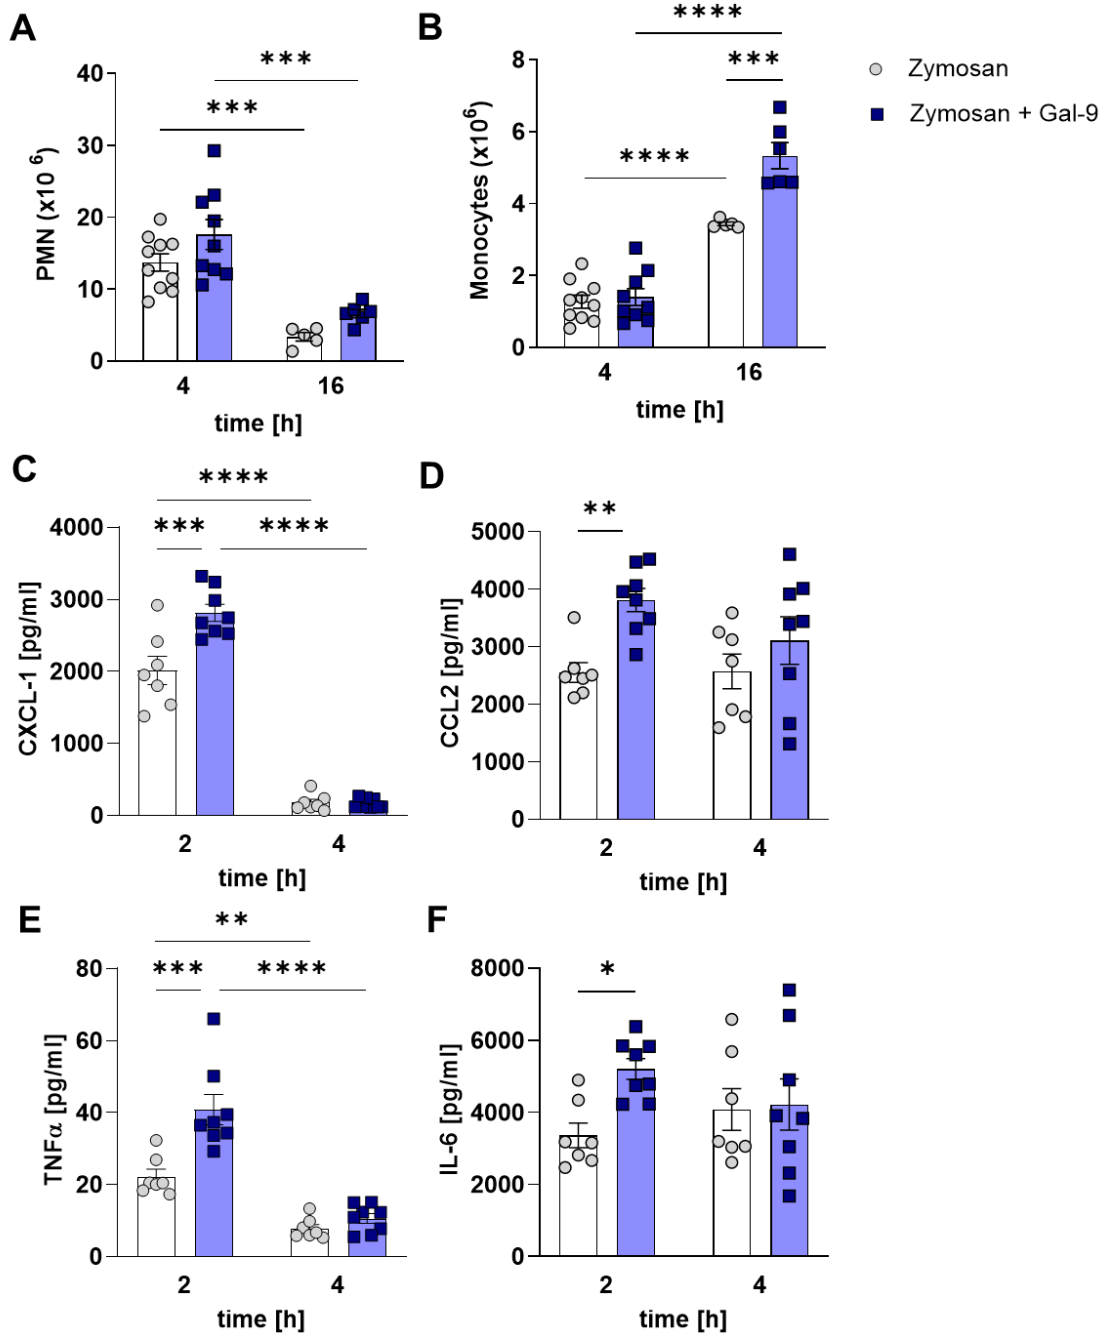 A
***
***
40
30
20
10
0
PMN (x10 6)
4
16
time [h]
B
****
***
****
8
6
4
2
0
Monocytes (x10⁶)
4
16
time [h]
Zymosan
Zymosan + Gal-9
C
****
***
****
4000
3000
2000
1000
0
CXCL-1 [pg/ml]
2
4
time [h]
D
**
5000
4000
3000
2000
1000
0
CCL2 [pg/ml]
2
4
time [h]
E
**
***
****
80
60
40
20
0
TNFα [pg/ml]
2
4
time [h]
F
*
8000
6000
4000
2000
0
IL-6 [pg/ml]
2
4
time [h]